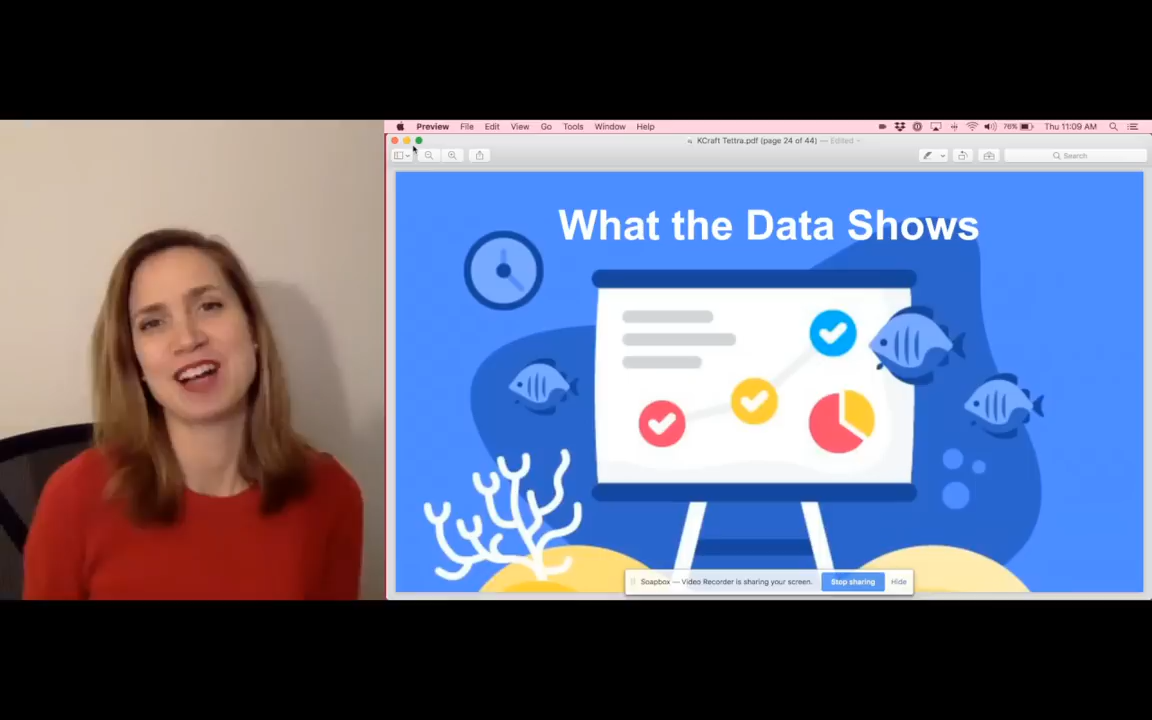 Preview File Edit View Go Tools Window Help 76% Thu 11:09 AM
KCraft Tettra.pdf (page 24 of 44) — Edited
Search
What the Data Shows
Soapbox — Video Recorder is sharing your screen. Stop sharing Hide